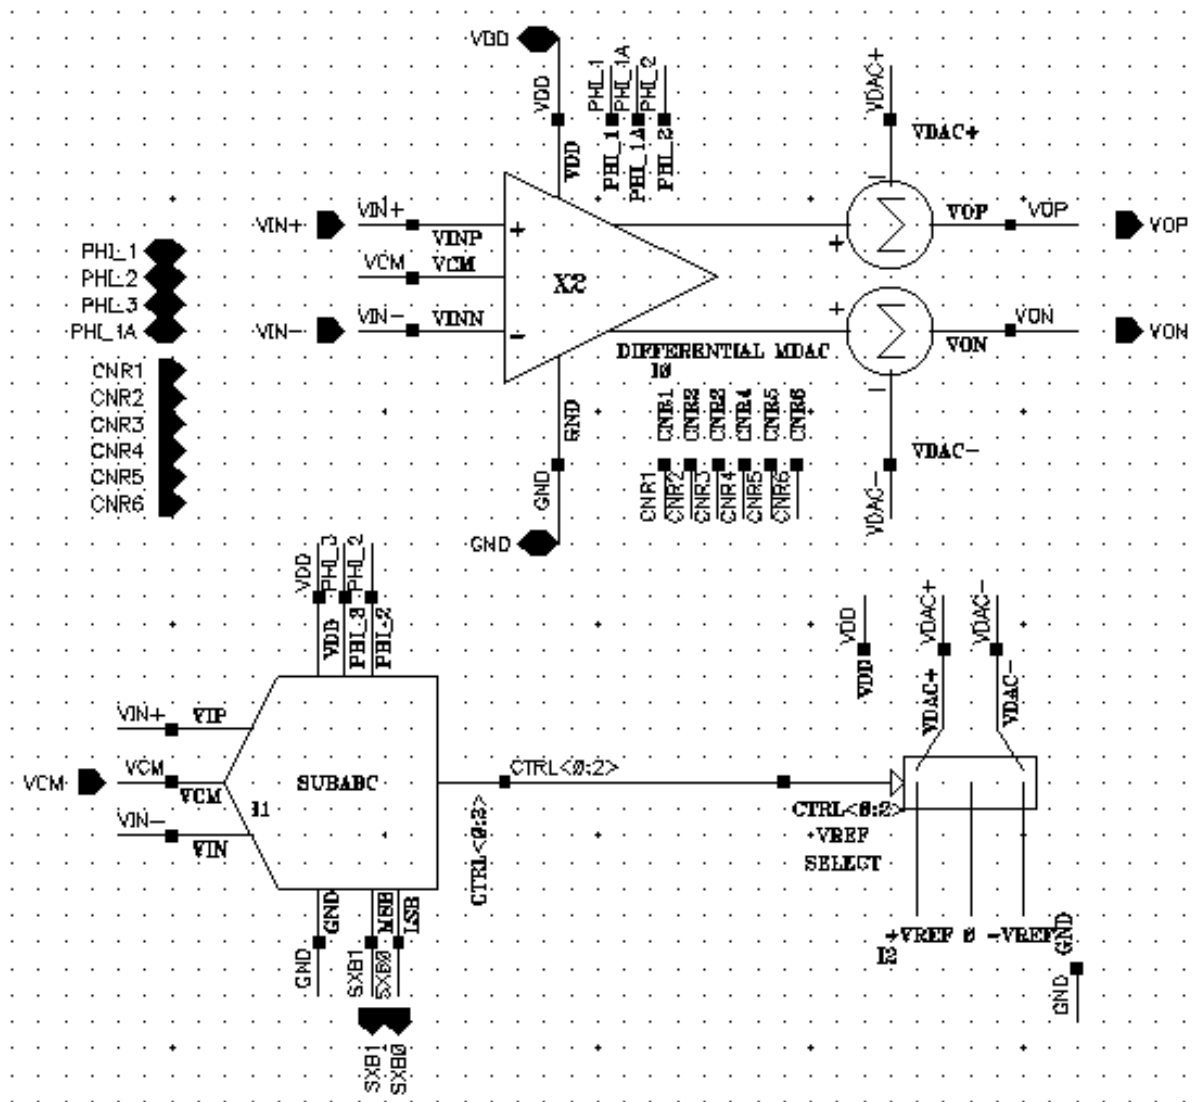 VDD
VDD
VDD
PHI_1
PHI_1A
PHI_2
PHI_1
PHI_1A
PHI_2
VDAC+
VDAC+
VIN+
VIN+
VINP
+
VCM
VCM
X2
VIN-
VIN-
VINN
-
-
+
Σ
VOP
VOP
VOP
+
Σ
VON
VON
VON
-
PHI_1
PHI_2
PHI_3
PHI_1A
CNR1
CNR2
CNR3
CNR4
CNR5
CNR6
DIFFERENTIAL MDAC
I0
CNR1
CNR2
CNR3
CNR4
CNR5
CNR6
CNR1
CNR2
CNR3
CNR4
CNR5
CNR6
VDAC-
VDAC-
GND
GND
GND
VDD
PHI_3
PHI_2
VDD
PHI_3
PHI_2
VIN+
VIP
VCM
VCM
VCM
VIN-
VIN
SUBADC
I1
CTRL<0:2>
CTRL<0:2>
GND
MSB
LSB
GND
SXB1
SXB0
SXB1
SXB0
VDD
VDD
VDAC+
VDAC-
VDAC+
VDAC-
CTRL<0:2>
VREF
SELECT
+VREF 0 -VREF
I2
GND
GND